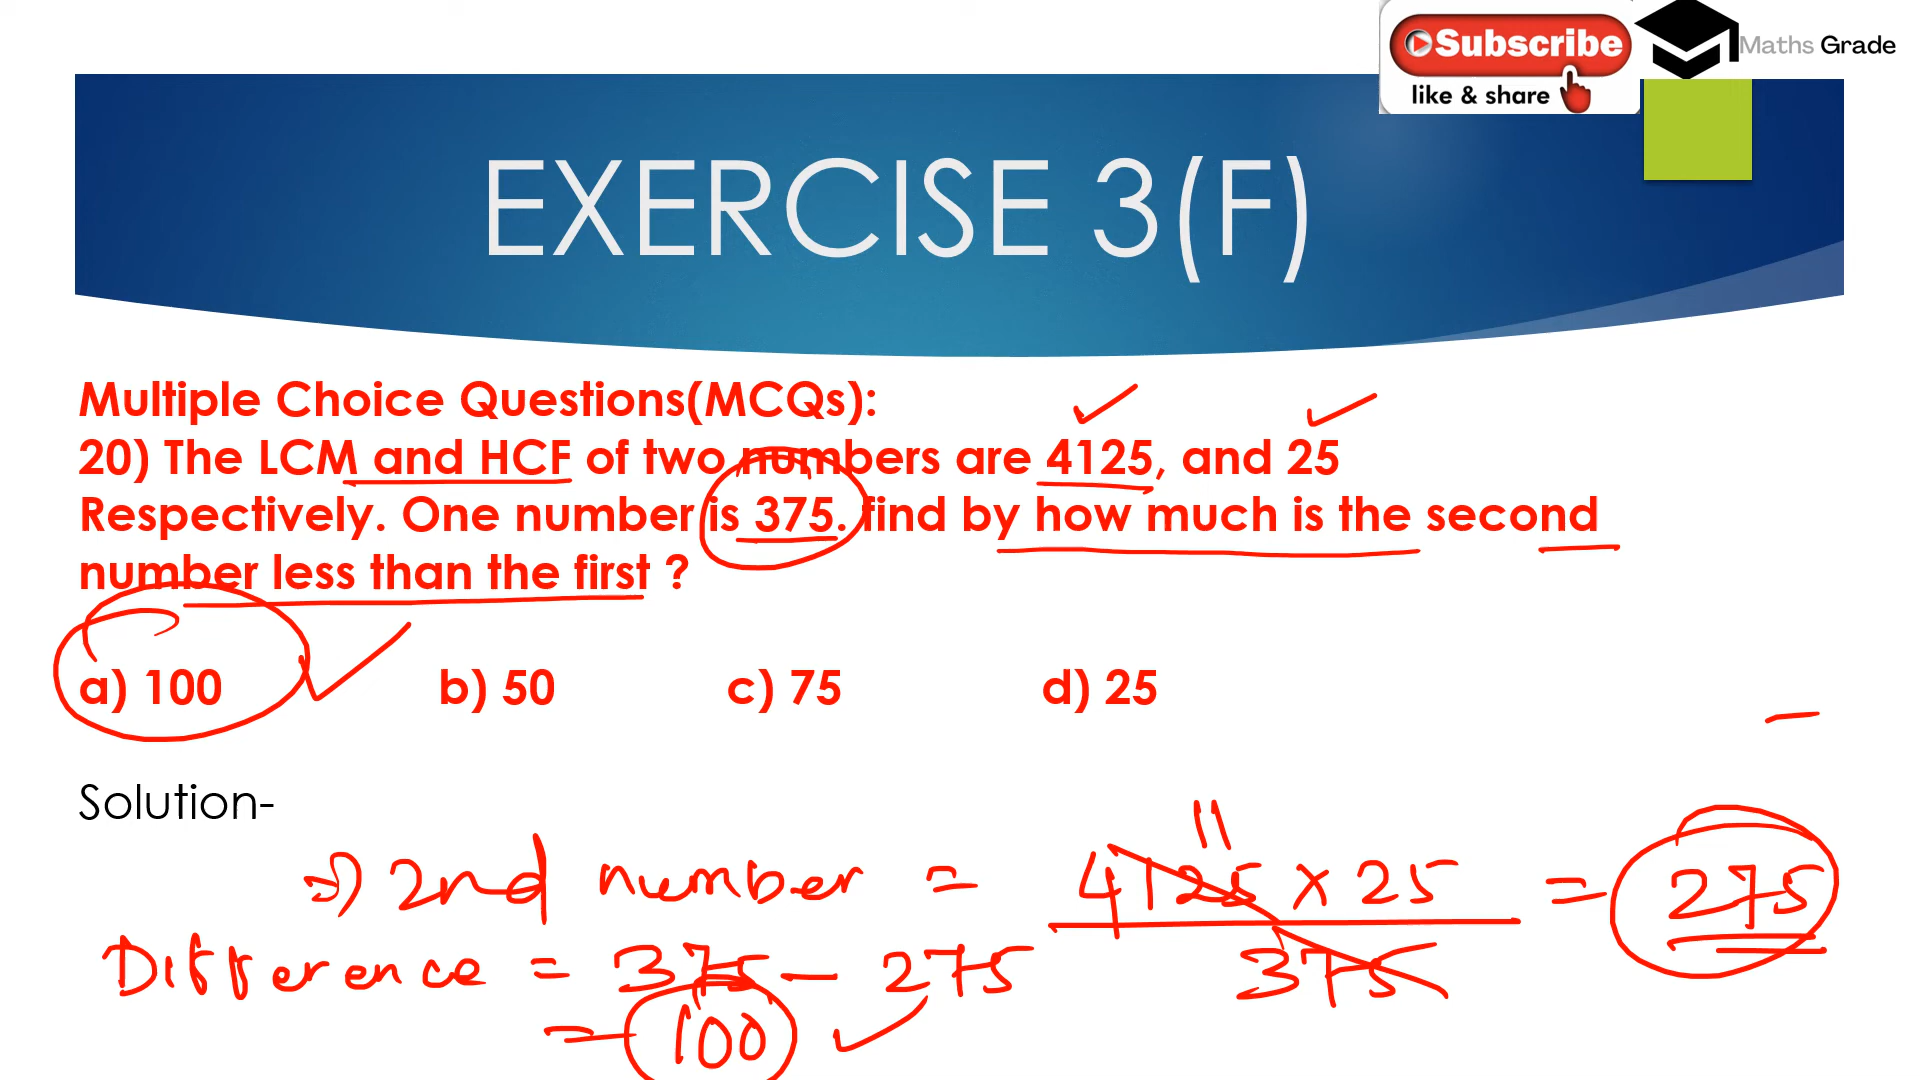 Subscribe
like & share
Maths Grade
EXERCISE 3(F)
Multiple Choice Questions(MCQs):
20) The LCM and HCF of two numbers are 4125, and 25
Respectively. One number is 375. find by how much is the second
number less than the first ?
a) 100 b) 50 c) 75 d) 25
Solution-
⇒) 2nd number = 4125 × 25 / 375 = 275
11
Difference = 375 — 275
= 100